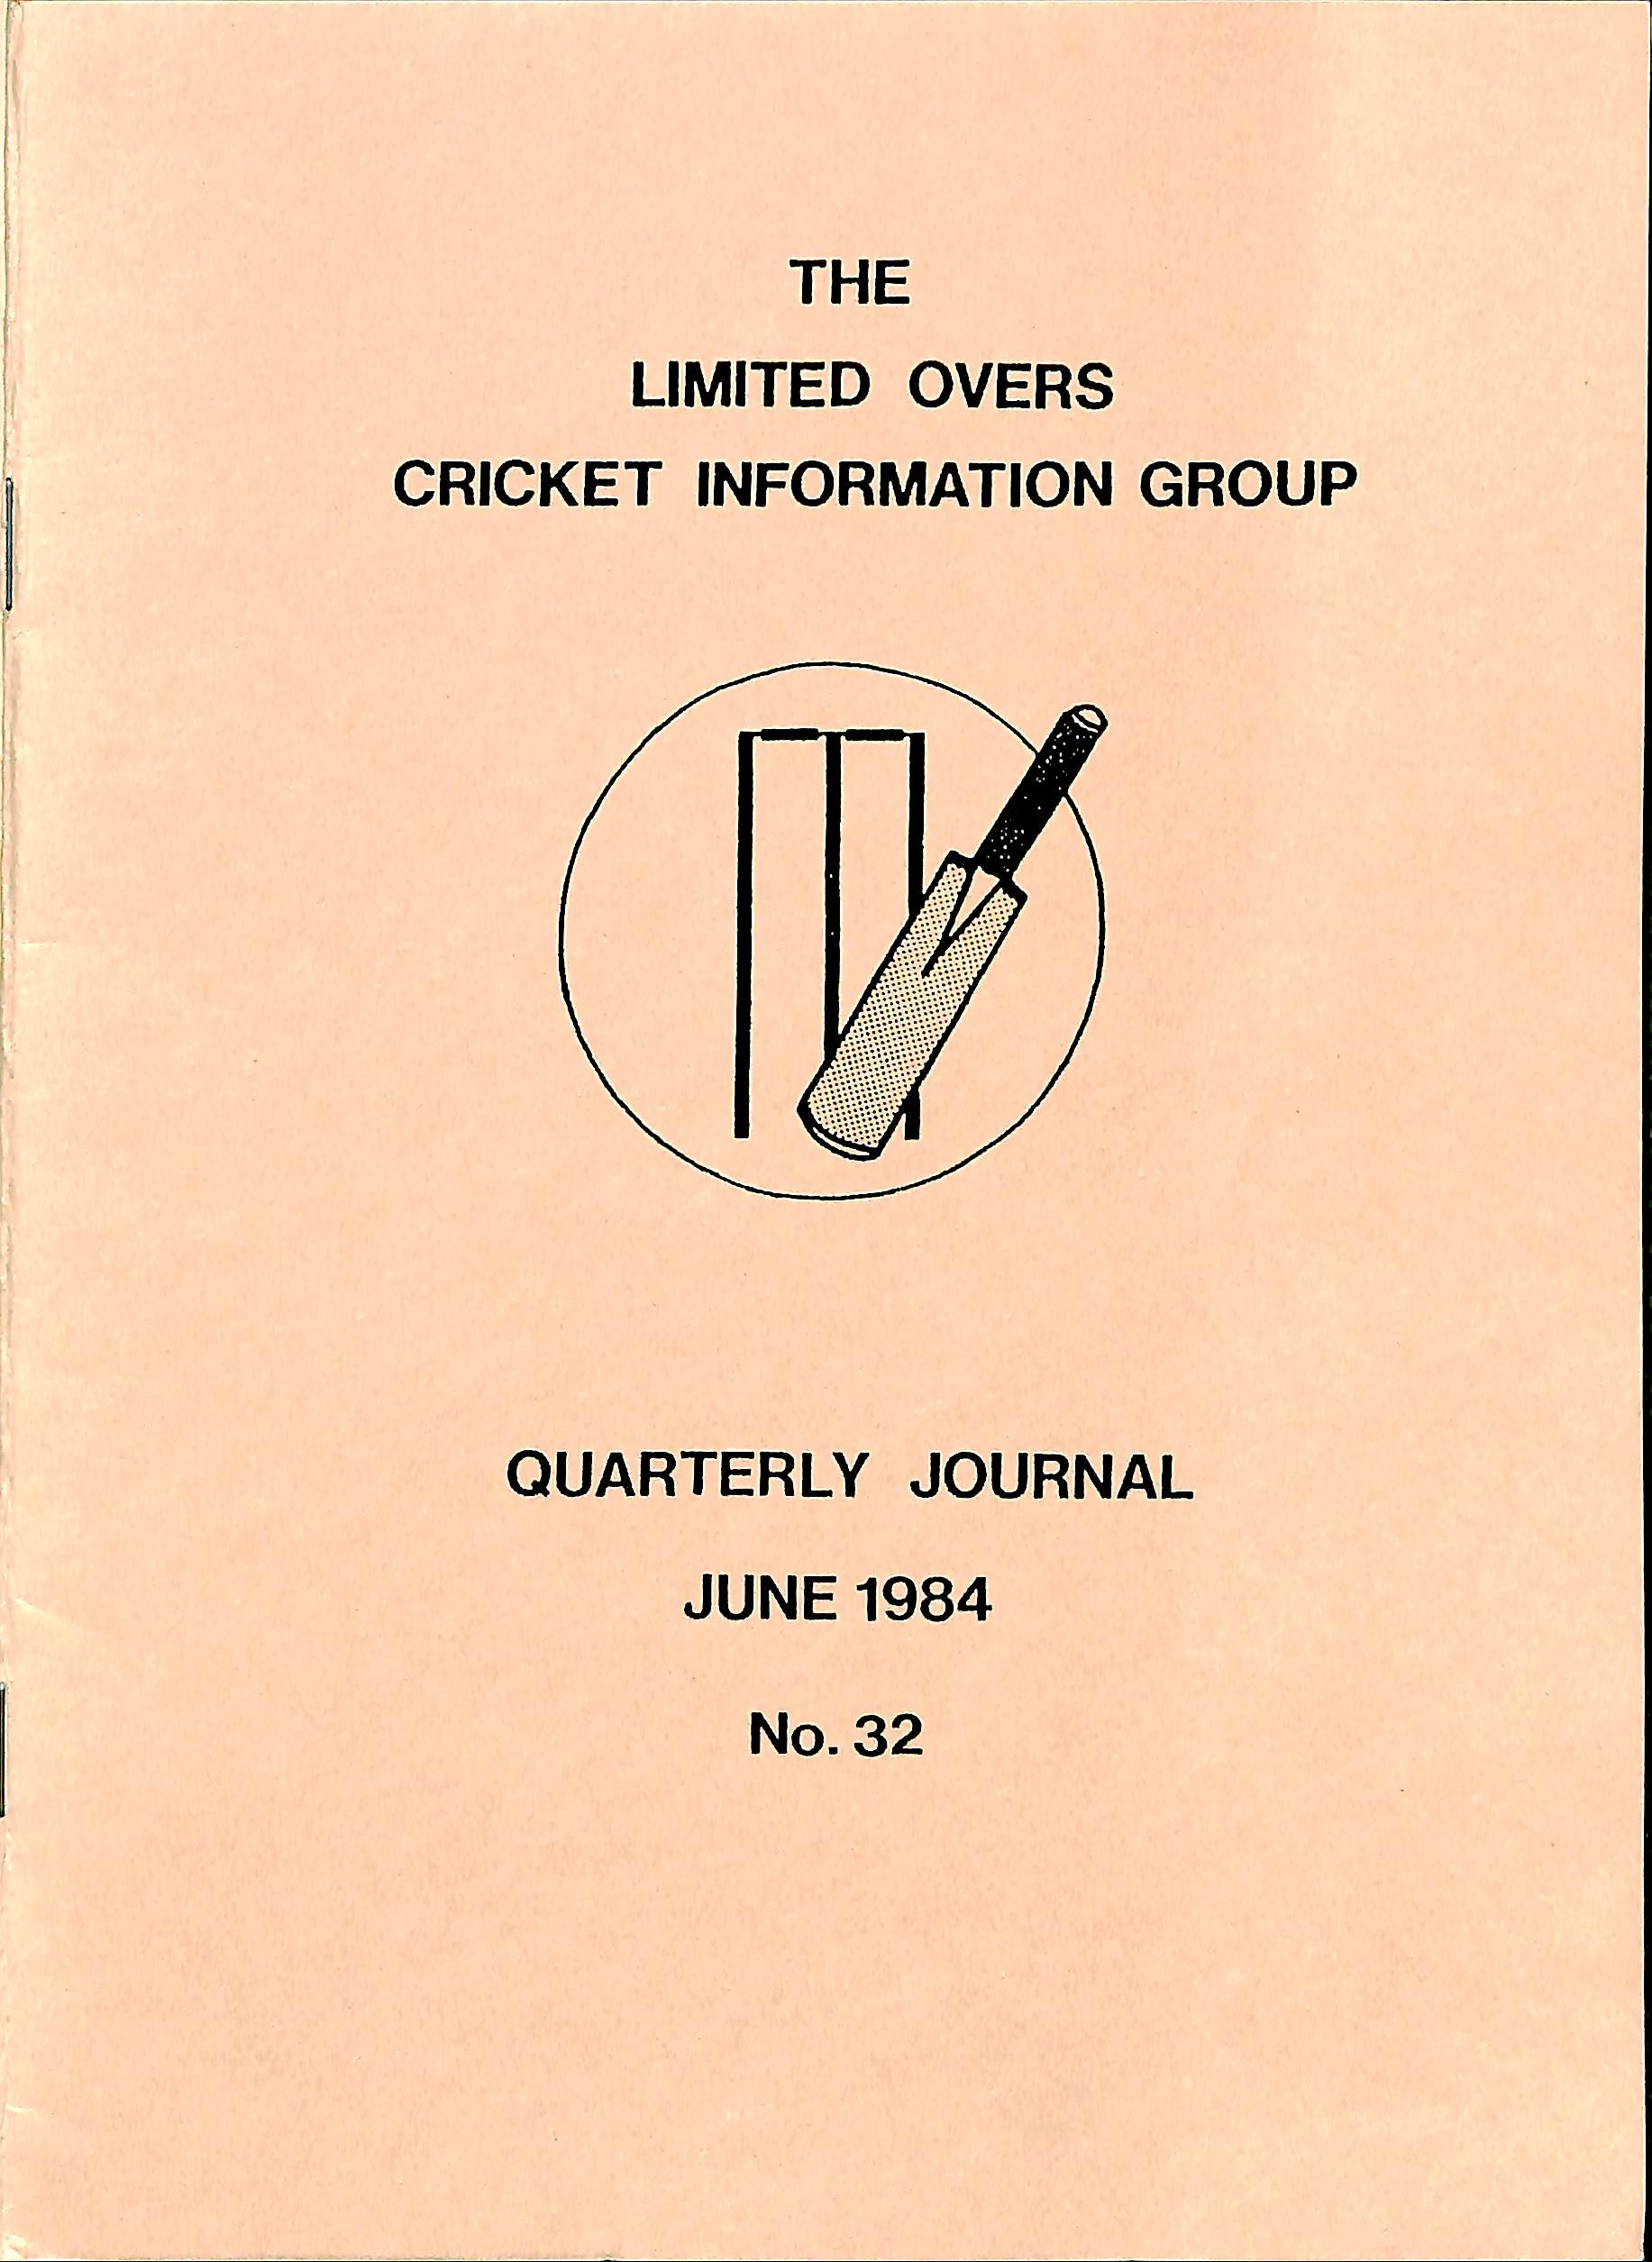 THE
LIMITED OVERS
CRICKET INFORMATION GROUP
QUARTERLY JOURNAL
JUNE 1984
No. 32